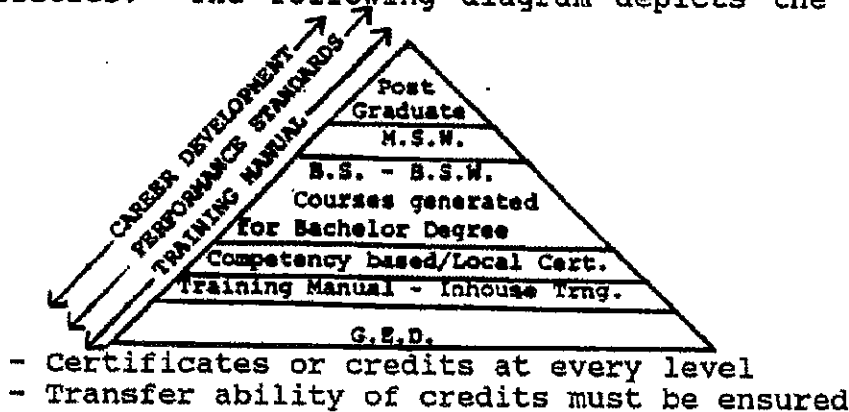 The following diagram depicts the
CAREER DEVELOPMENT
PERFORMANCE STANDARDS
TRAINING MANUAL
Post
Graduate
M.S.W.
B.S. - B.S.W.
Courses generated
for Bachelor Degree
Competency based/Local Cert.
Training Manual - Inhouse Trng.
G.E.D.
- Certificates or credits at every level
- Transfer ability of credits must be ensured